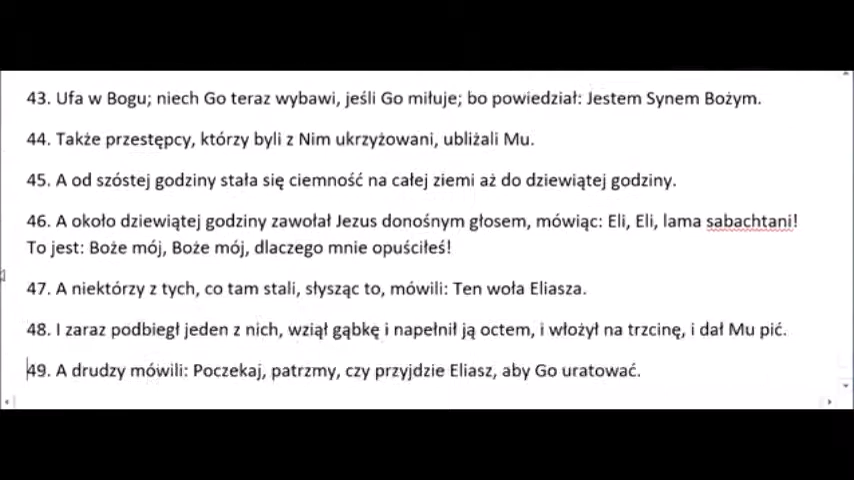 43. Ufa w Bogu; niech Go teraz wybawi, jeśli Go miłuje; bo powiedział: Jestem Synem Bożym.
44. Także przestępcy, którzy byli z Nim ukrzyżowani, ubliżali Mu.
45. A od szóstej godziny stała się ciemność na całej ziemi aż do dziewiątej godziny.
46. A około dziewiątej godziny zawołał Jezus donośnym głosem, mówiąc: Eli, Eli, lama sabachtani!
To jest: Boże mój, Boże mój, dlaczego mnie opuściłeś!
47. A niektórzy z tych, co tam stali, słysząc to, mówili: Ten woła Eliasza.
48. I zaraz podbiegł jeden z nich, wziął gąbkę i napełnił ją octem, i włożył na trzcinę, i dał Mu pić.
49. A drudzy mówili: Poczekaj, patrzmy, czy przyjdzie Eliasz, aby Go uratować.